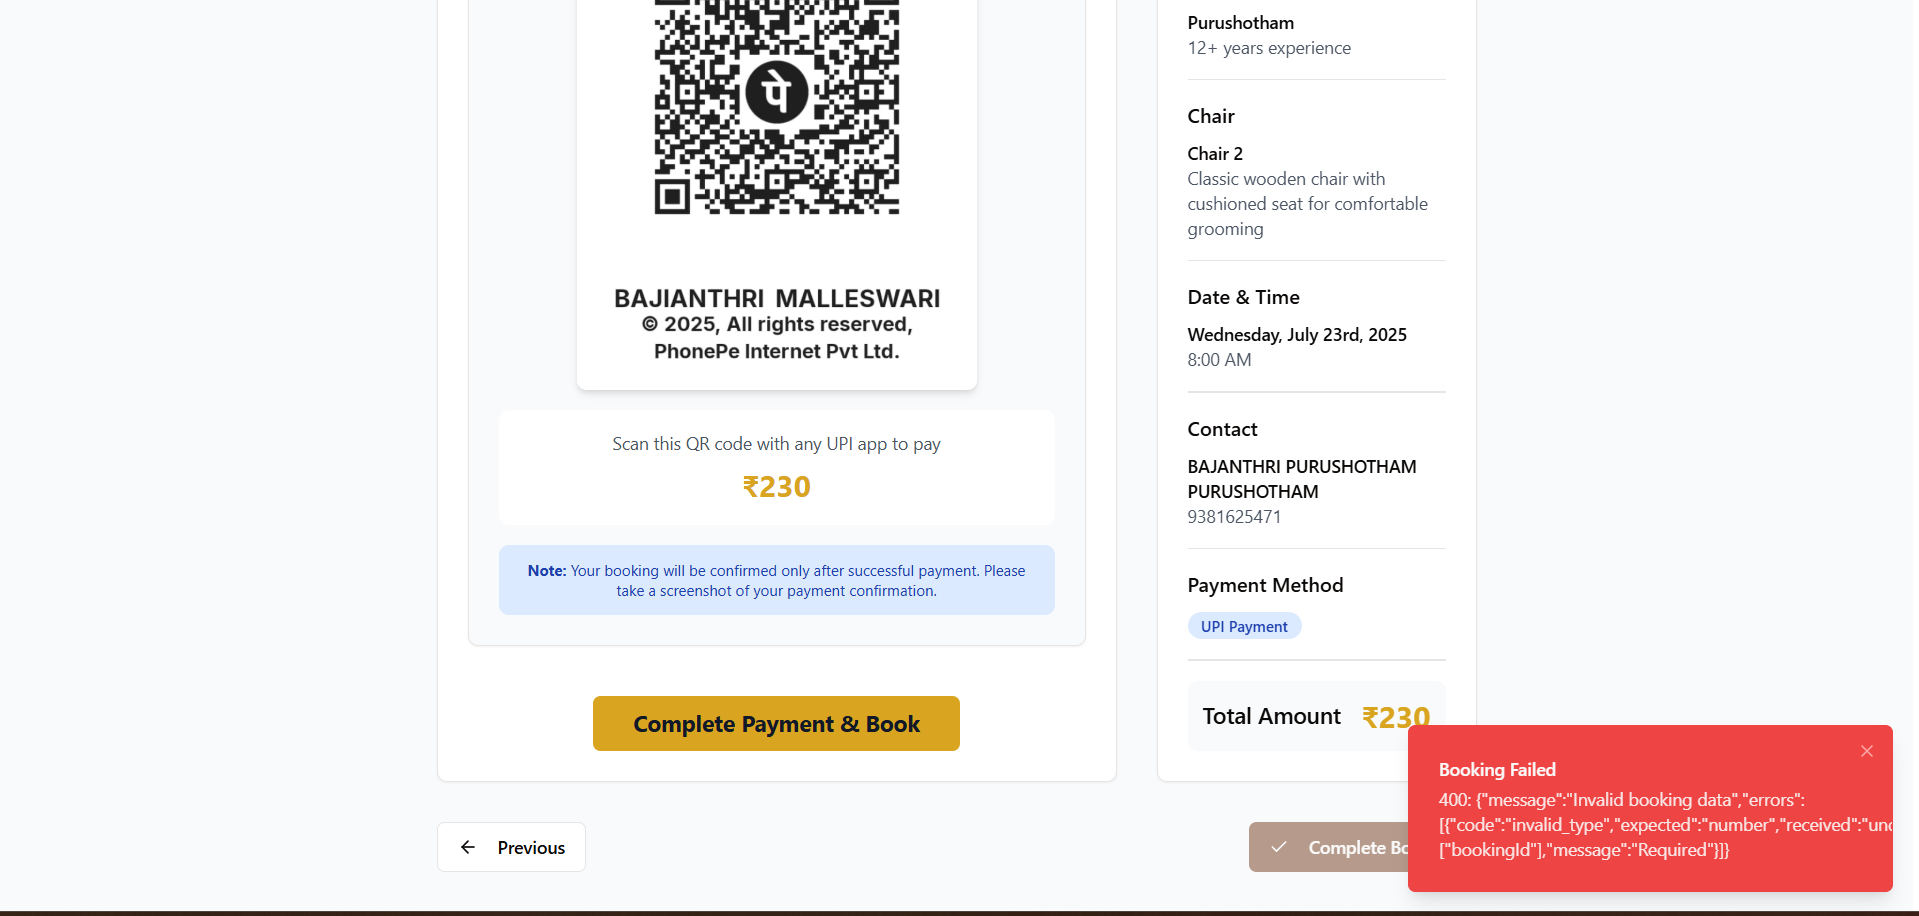 पे
BAJIANTHRI MALLESWARI
© 2025, All rights reserved,
PhonePe Internet Pvt Ltd.
Scan this QR code with any UPI app to pay
₹230
Note: Your booking will be confirmed only after successful payment. Please
take a screenshot of your payment confirmation.
Complete Payment & Book
Previous
Purushotham
12+ years experience
Chair
Chair 2
Classic wooden chair with
cushioned seat for comfortable
grooming
Date & Time
Wednesday, July 23rd, 2025
8:00 AM
Contact
BAJANTHRI PURUSHOTHAM
PURUSHOTHAM
9381625471
Payment Method
UPI Payment
Total Amount ₹230
Complete
Booking Failed
400: {"message":"Invalid booking data","errors":
[{"code":"invalid_type","expected":"number","received":
["bookingId"],"message":"Required"}]}